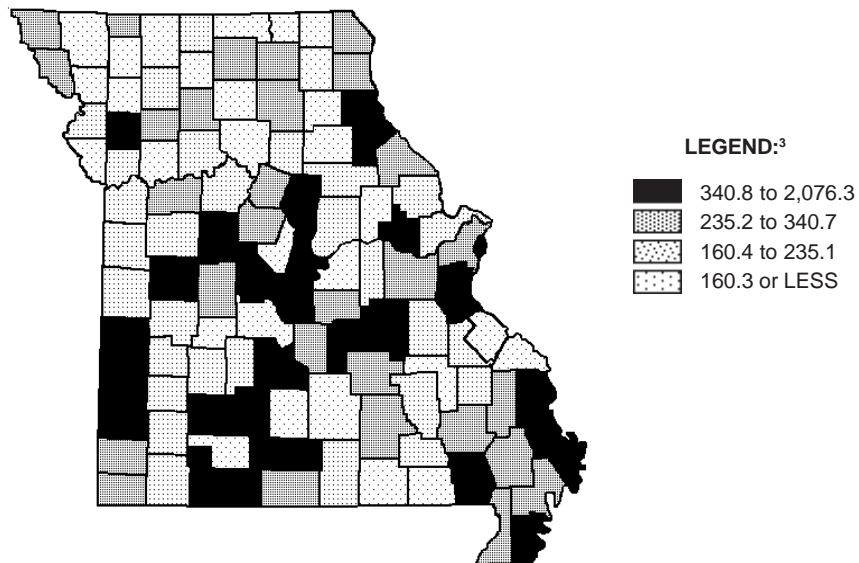 LEGEND:³
340.8 to 2,076.3
235.2 to 340.7
160.4 to 235.1
160.3 or LESS